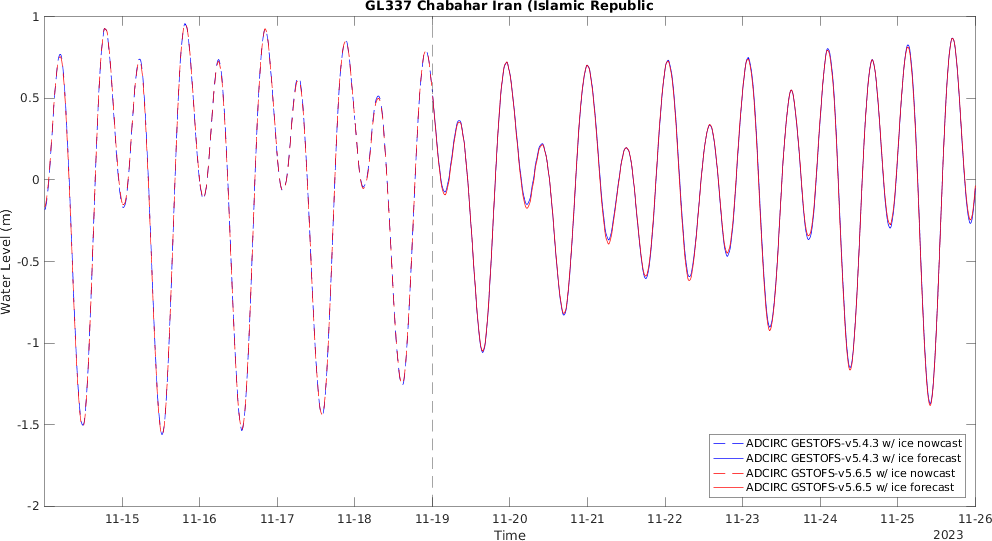 GL337 Chabahar Iran (Islamic Republic
Water Level (m)
1
0.5
0
-0.5
-1
-1.5
-2
ADCIRC GESTOFS-v5.4.3 w/ ice nowcast
ADCIRC GESTOFS-v5.4.3 w/ ice forecast
ADCIRC GSTOFS-v5.6.5 w/ ice nowcast
ADCIRC GSTOFS-v5.6.5 w/ ice forecast
11-15 11-16 11-17 11-18 11-19 11-20 11-21 11-22 11-23 11-24 11-25 11-26
Time
2023